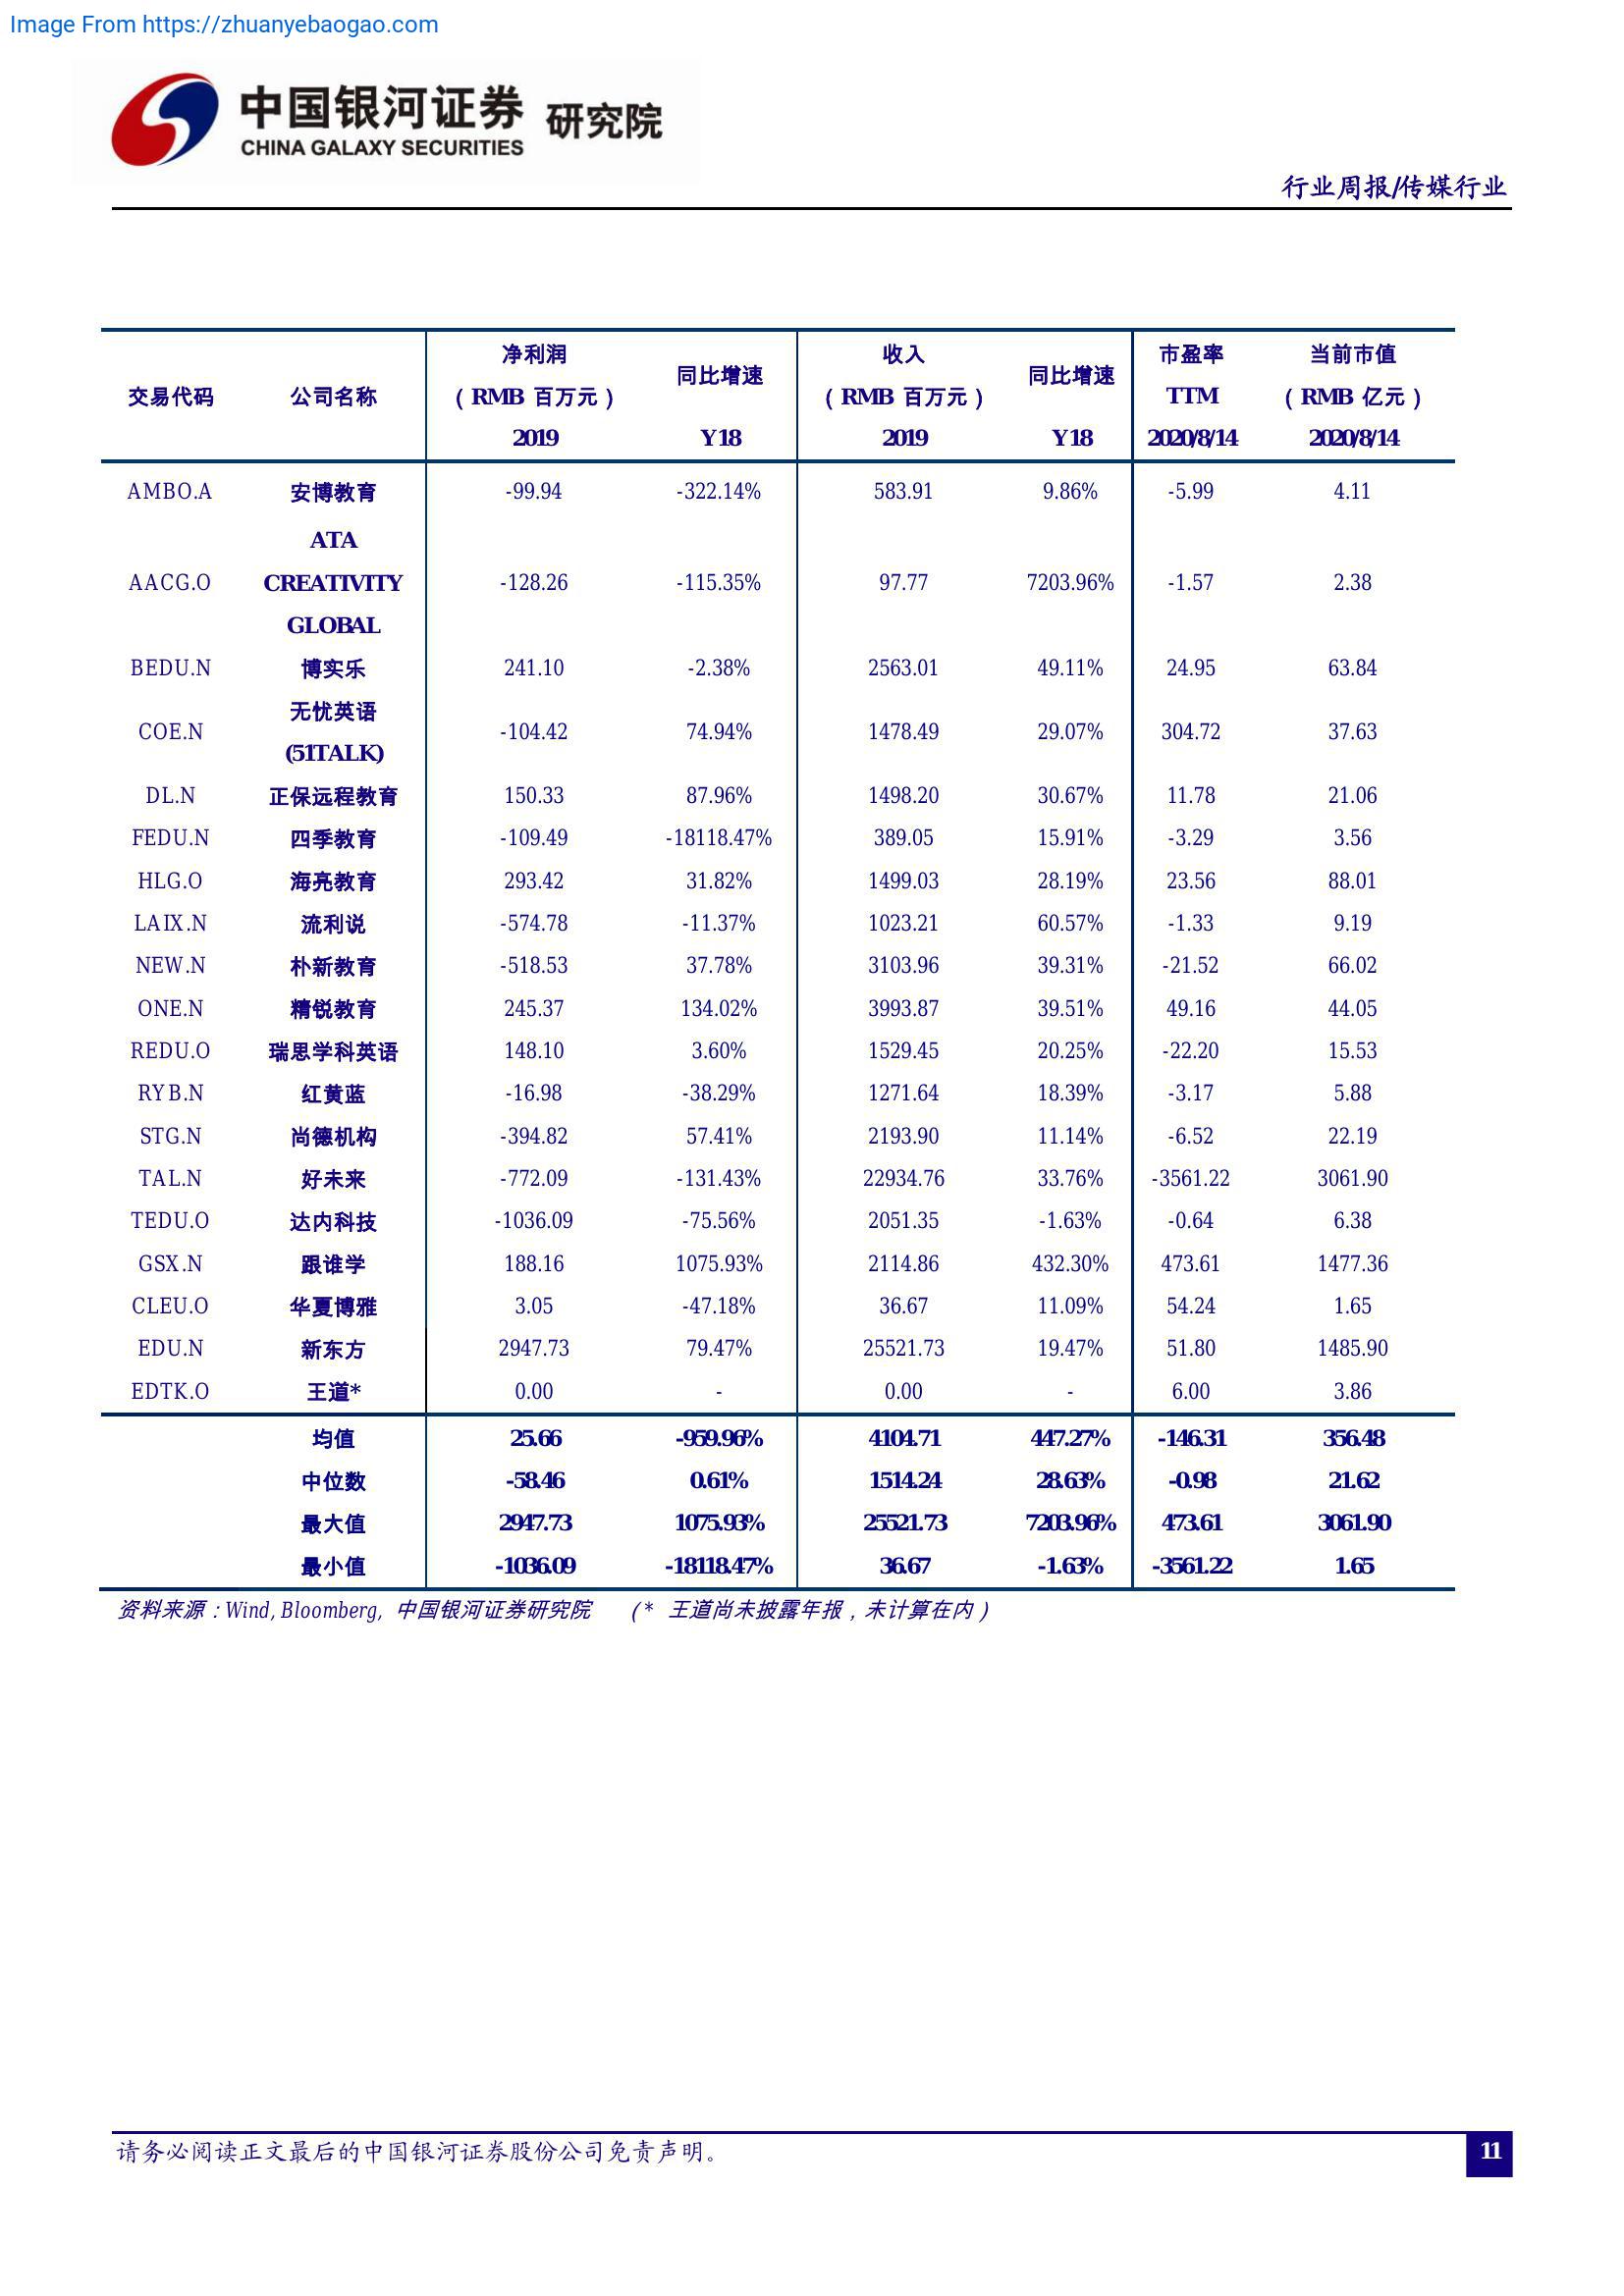 Image From https://zhuanyebaogao.com
中国银河证券 研究院
CHINA GALAXY SECURITIES
行业周报/传媒行业
交易代码 公司名称 净利润 (RMB 百万元) 2019 同比增速 Y18 收入 (RMB 百万元) 2019 同比增速 Y18 市盈率 TTM 2020/8/14 当前市值 (RMB 亿元) 2020/8/14
AMBO.A 安博教育 -99.94 -322.14% 583.91 9.86% -5.99 4.11
AACG.O ATA CREATIVITY GLOBAL -128.26 -115.35% 97.77 7203.96% -1.57 2.38
BEDU.N 博实乐 241.10 -2.38% 2563.01 49.11% 24.95 63.84
COE.N 无忧英语 (51TALK) -104.42 74.94% 1478.49 29.07% 304.72 37.63
DL.N 正保远程教育 150.33 87.96% 1498.20 30.67% 11.78 21.06
FEDU.N 四季教育 -109.49 -18118.47% 389.05 15.91% -3.29 3.56
HLG.O 海亮教育 293.42 31.82% 1499.03 28.19% 23.56 88.01
LAIX.N 流利说 -574.78 -11.37% 1023.21 60.57% -1.33 9.19
NEW.N 朴新教育 -518.53 37.78% 3103.96 39.31% -21.52 66.02
ONE.N 精锐教育 245.37 134.02% 3993.87 39.51% 49.16 44.05
REDU.O 瑞思学科英语 148.10 3.60% 1529.45 20.25% -22.20 15.53
RYB.N 红黄蓝 -16.98 -38.29% 1271.64 18.39% -3.17 5.88
STG.N 尚德机构 -394.82 57.41% 2193.90 11.14% -6.52 22.19
TAL.N 好未来 -772.09 -131.43% 22934.76 33.76% -3561.22 3061.90
TEDU.O 达内科技 -1036.09 -75.56% 2051.35 -1.63% -0.64 6.38
GSX.N 跟谁学 188.16 1075.93% 2114.86 432.30% 473.61 1477.36
CLEU.O 华夏博雅 3.05 -47.18% 36.67 11.09% 54.24 1.65
EDU.N 新东方 2947.73 79.47% 25521.73 19.47% 51.80 1485.90
EDTK.O 王道* 0.00 - 0.00 - 6.00 3.86
均值 25.66 -959.96% 4104.71 447.27% -146.31 356.48
中位数 -58.46 0.61% 1514.24 28.63% -0.98 21.62
最大值 2947.73 1075.93% 25521.73 7203.96% 473.61 3061.90
最小值 -1036.09 -18118.47% 36.67 -1.63% -3561.22 1.65
资料来源：Wind, Bloomberg, 中国银河证券研究院 (* 王道尚未披露年报，未计算在内)
请务必阅读正文最后的中国银河证券股份公司免责声明。
11